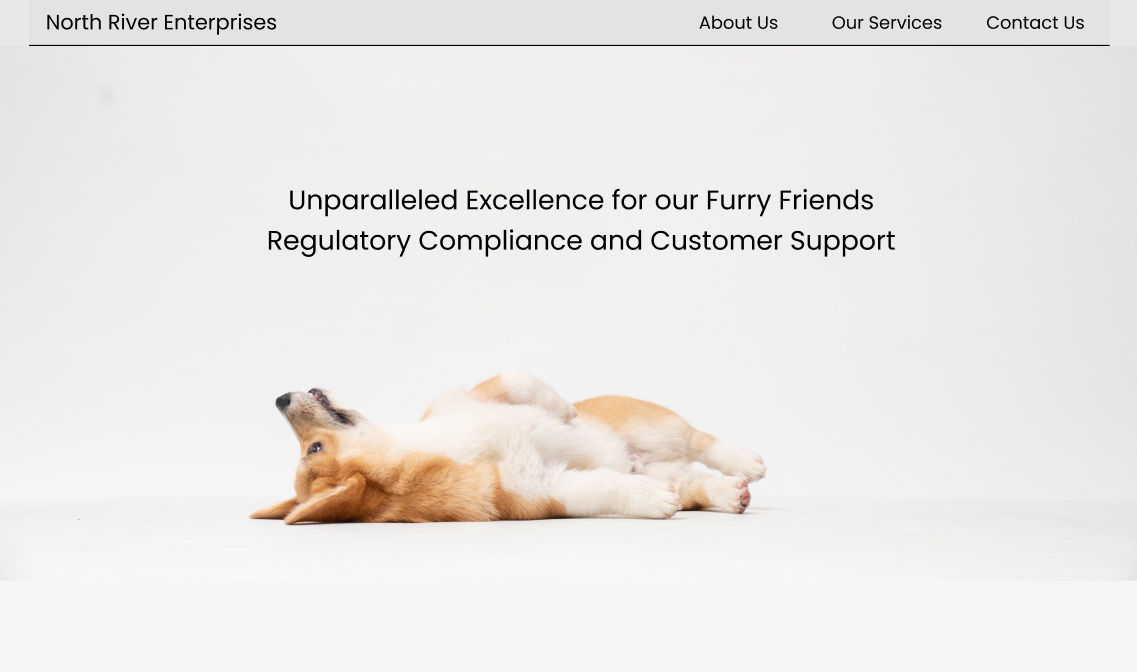 North River Enterprises
About Us
Our Services
Contact Us
Unparalleled Excellence for our Furry Friends
Regulatory Compliance and Customer Support